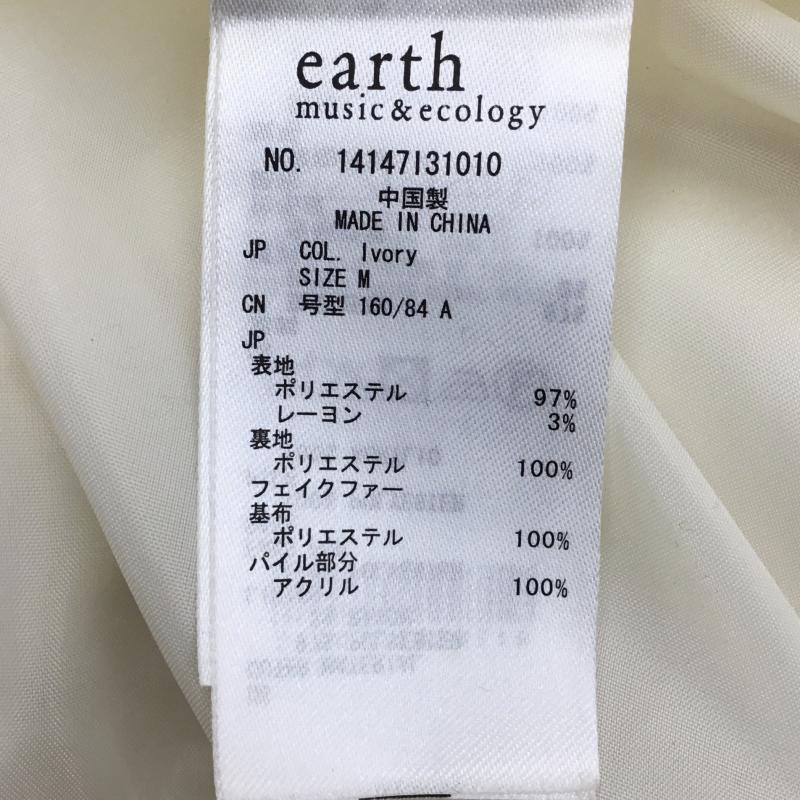 earth
music&ecology
NO. 14147I31010
中国製
MADE IN CHINA
JP COL. Ivory
SIZE M
CN 号型 160/84 A
JP
表地
ポリエステル 97%
レーヨン 3%
裏地
ポリエステル 100%
フェイクファー
基布
ポリエステル 100%
パイル部分
アクリル 100%